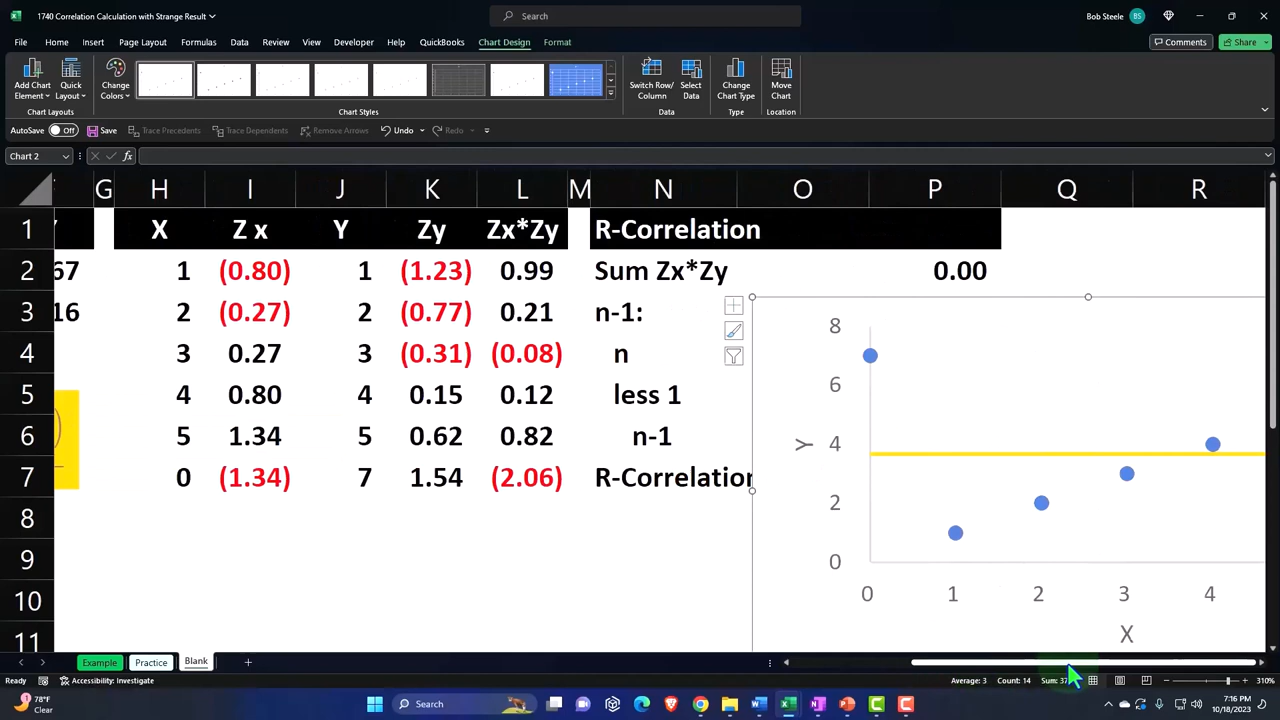 1740 Correlation Calculation with Strange Result
Search
Bob Steele BS
File Home Insert Page Layout Formulas Data Review View Developer Help QuickBooks Chart Design Format
Comments Share
Add Chart Element Quick Layout Change Colors Switch Row/Column Select Data Change Chart Type Move Chart
Chart Layouts Chart Styles Data Type Location
AutoSave Off Save Trace Precedents Trace Dependents Remove Arrows Undo Redo
Chart 2 fx
G H I J K L M N O P Q R
1 X Z x Y Zy Zx*Zy R-Correlation
2 67 1 (0.80) 1 (1.23) 0.99 Sum Zx*Zy 0.00
3 16 2 (0.27) 2 (0.77) 0.21 n-1:
4 3 0.27 3 (0.31) (0.08) n
5 4 0.80 4 0.15 0.12 less 1
6 5 1.34 5 0.62 0.82 n-1
7 0 (1.34) 7 1.54 (2.06) R-Correlation
8
9
10
11
8
6
Y 4
2
0
0 1 2 3 4
X
Example Practice Blank
Ready Accessibility: Investigate Average: 3 Count: 14 Sum: 37 310%
78°F
Clear
Search
7:16 PM
10/18/2023